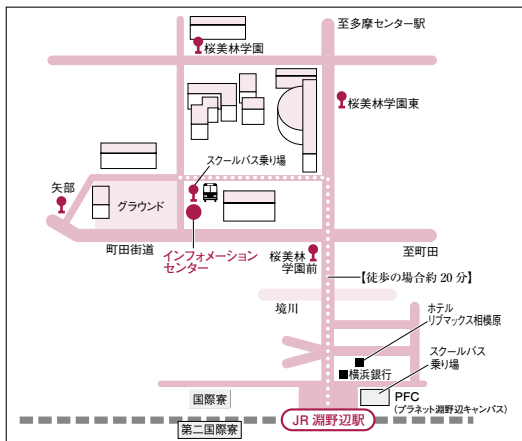 至多摩センター駅
桜美林学園
桜美林学園東
スクールバス乗り場
矢部
グラウンド
町田街道
インフォメーション
センター
桜美林
学園前
至町田
【徒歩の場合約20分】
境川
ホテル
リブマックス相模原
スクールバス
乗り場
横浜銀行
国際寮
PFC
(プラネット淵野辺キャンパス)
JR 淵野辺駅
第二国際寮